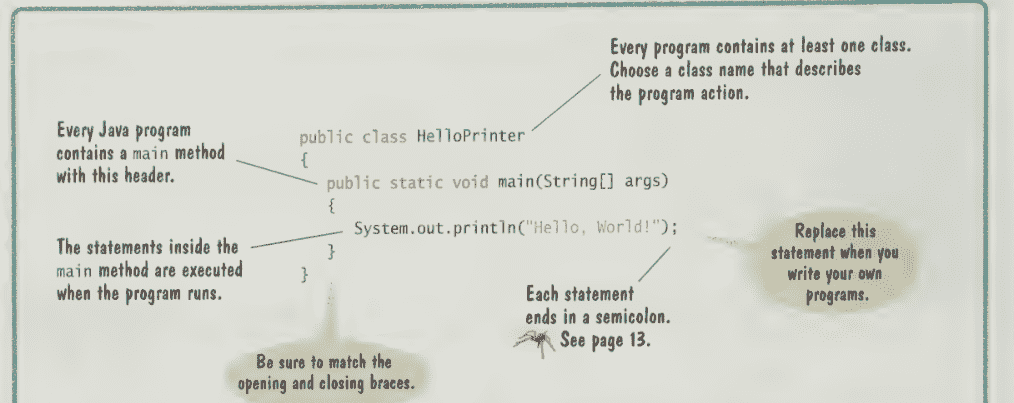 Every program contains at least one class.
Choose a class name that describes
the program action.
Every Java program
contains a main method
with this header.
public class HelloPrinter
{
public static void main(String[] args)
{
System.out.println("Hello, World!");
}
}
The statements inside the
main method are executed
when the program runs.
Replace this
statement when you
write your own
programs.
Each statement
ends in a semicolon.
See page 13.
Be sure to match the
opening and closing braces.